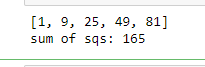 [1, 9, 25, 49, 81]
sum of sqs: 165